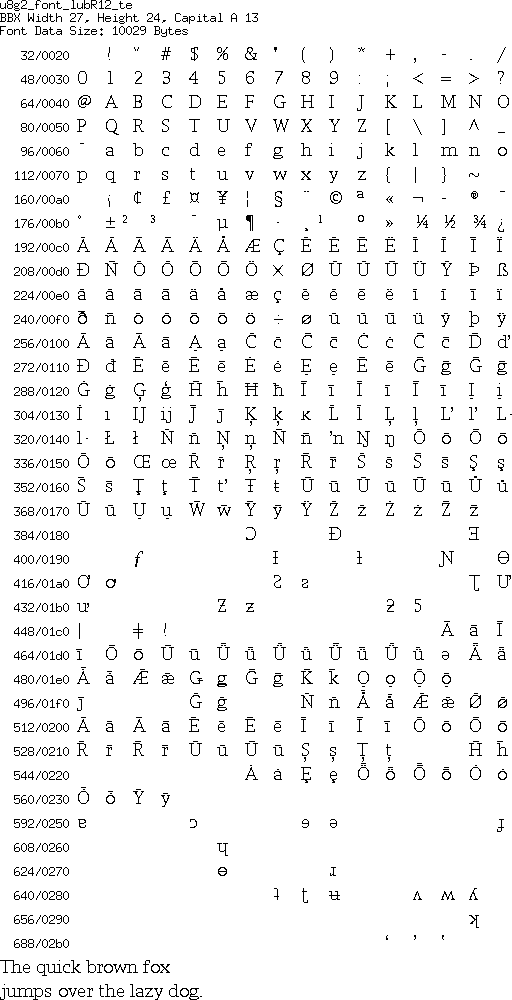 u8g2_font_lubR12_te
BBX Width 27, Height 24, Capital A 13
Font Data Size: 10029 Bytes
32/0020 ! " # $ % & ' ( ) * + , - . /
48/0030 0 1 2 3 4 5 6 7 8 9 : ; < = > ?
64/0040 @ A B C D E F G H I J K L M N O
80/0050 P Q R S T U V W X Y Z [ \ ] ^ _
96/0060 ` a b c d e f g h i j k l m n o
112/0070 p q r s t u v w x y z { | } ~
160/00a0 ¡ ¢ £ ¤ ¥ ¦ § ¨ © ª « ¬ - ® ¯
176/00b0 ° ± ² ³ ´ µ ¶ · ¸ ¹ º » ¼ ½ ¾ ¿
192/00c0 À Á Â Ã Ä Å Æ Ç È É Ê Ë Ì Í Î Ï
208/00d0 Ð Ñ Ò Ó Ô Õ Ö × Ø Ù Ú Û Ü Ý Þ ß
224/00e0 à á â ã ä å æ ç è é ê ë ì í î ï
240/00f0 ð ñ ò ó ô õ ö ÷ ø ù ú û ü ý þ ÿ
256/0100 Ā ā Ă ă Ą ą Ć ć Ĉ ĉ Ċ ċ Č č Ď ď
272/0110 Đ đ Ē ē Ĕ ĕ Ė ė Ę ę Ě ě Ĝ ĝ Ğ ğ
288/0120 Ġ ġ Ģ ģ Ĥ ĥ Ħ ħ Ĩ ĩ Ī ī Ĭ ĭ Į į
304/0130 İ ı Ĳ ĳ Ĵ ĵ Ķ ķ ĸ Ĺ ĺ Ļ ļ Ľ ľ Ŀ
320/0140 ŀ Ł ł Ń ń Ņ ņ Ň ň ŉ Ŋ ŋ Ō ō Ŏ ŏ
336/0150 Ő ő Œ œ Ŕ ŕ Ŗ ŗ Ř ř Ś ś Ŝ ŝ Ş ş
352/0160 Š š Ţ ţ Ť ť Ŧ ŧ Ũ ũ Ū ū Ŭ ŭ Ů ů
368/0170 Ű ű Ų ų Ŵ ŵ Ŷ ŷ Ÿ Ź ź Ż ż Ž ž
384/0180 Ɔ Ɖ Ǝ
400/0190 ƒ Ɨ ƚ Ɲ Ɵ
416/01a0 Ơ ơ Ƨ ƨ Ʈ Ư
432/01b0 ư Ƶ ƶ ƻ Ƽ
448/01c0 ǀ ǂ ǃ Ǎ ǎ Ǐ
464/01d0 ǐ Ǒ ǒ Ǔ ǔ Ǖ ǖ Ǘ ǘ Ǚ ǚ Ǜ ǜ ǝ Ǟ ǟ
480/01e0 Ǡ ǡ Ǣ ǣ Ǥ ǥ Ǧ ǧ Ǩ ǩ Ǫ ǫ Ǭ ǭ
496/01f0 ǰ Ǵ ǵ Ǹ ǹ Ǻ ǻ Ǽ ǽ Ǿ ǿ
512/0200 Ȁ ȁ Ȃ ȃ Ȅ ȅ Ȇ ȇ Ȉ ȉ Ȋ ȋ Ȍ ȍ Ȏ ȏ
528/0210 Ȑ ȑ Ȓ ȓ Ȕ ȕ Ȗ ȗ Ș ș Ț ț Ȟ ȟ
544/0220 Ȧ ȧ Ȩ ȩ Ȫ ȫ Ȭ ȭ Ȯ ȯ
560/0230 Ȱ ȱ Ȳ ȳ
592/0250 ɐ ɔ ɘ ə ɟ
608/0260 ɥ
624/0270 ɵ ɹ
640/0280 ʇ ʈ ʉ ʌ ʍ ʎ
656/0290 ʞ
688/02b0 ʻ ʼ ʽ
The quick brown fox
jumps over the lazy dog.